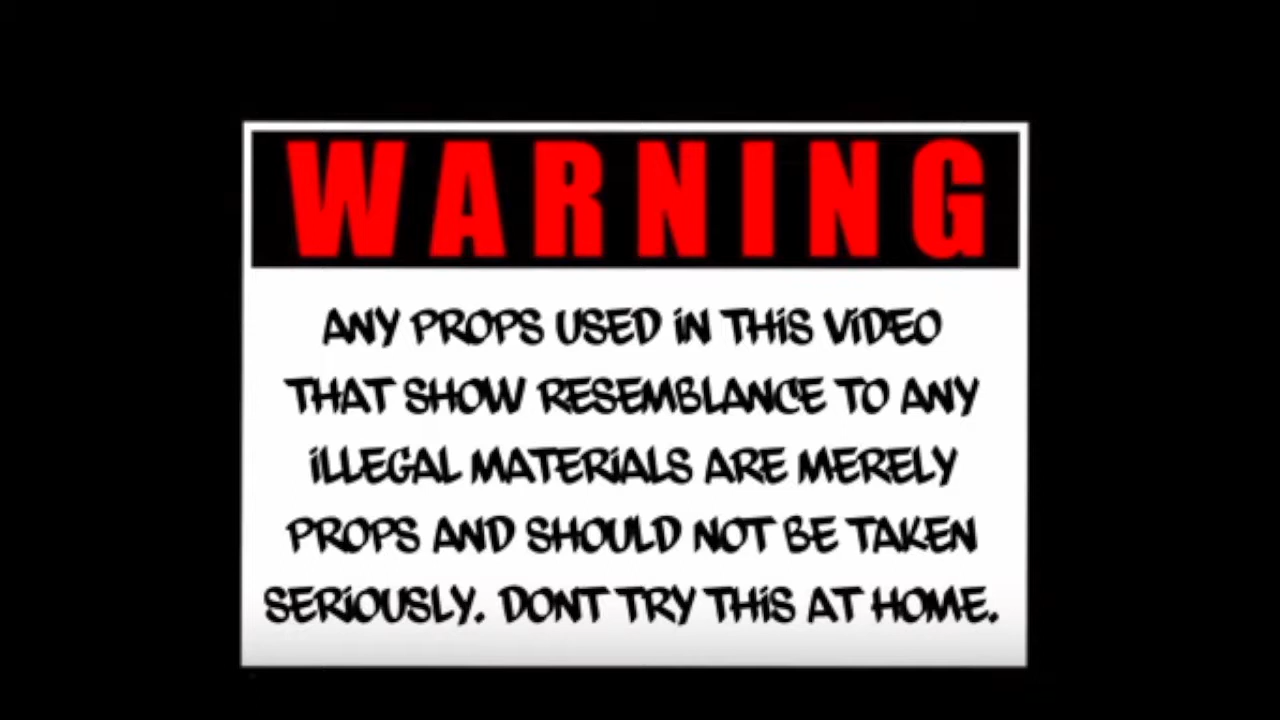 WARNING
ANY PROPS USED iN THiS ViDEO
THAT SHOW RESEMBLANCE TO ANY
iLLEGAL MATERiALS ARE MERELY
PROPS AND SHOULD NOT BE TAKEN
SERiOUSLY. DONT TRY THiS AT HOME.